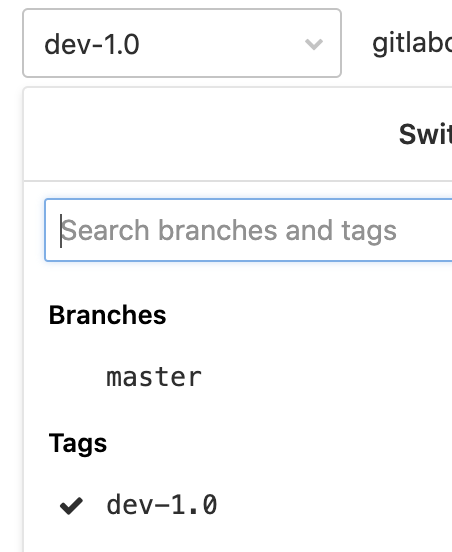 dev-1.0
Search branches and tags
Branches
master
Tags
dev-1.0